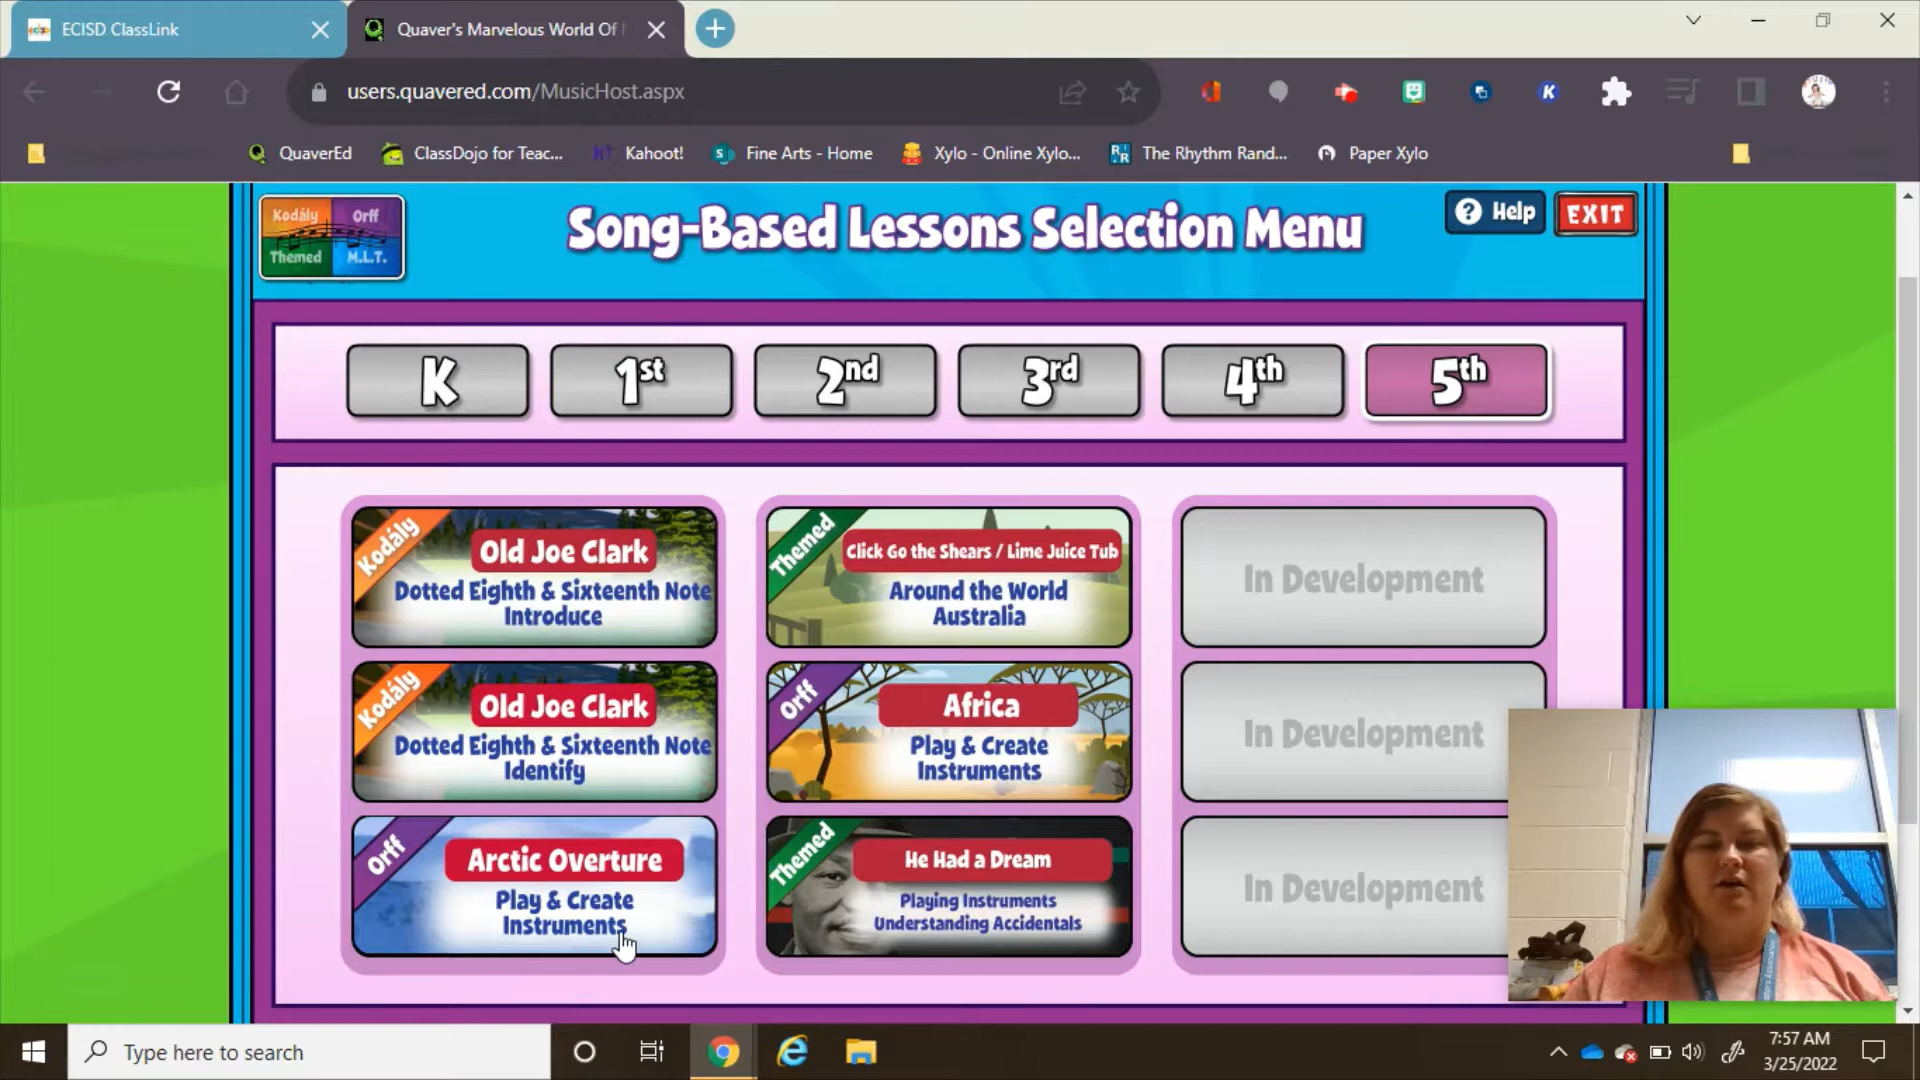 ECISD ClassLink
Quaver's Marvelous World Of
users.quavered.com/MusicHost.aspx
QuaverEd
ClassDojo for Teac...
Kahoot!
Fine Arts - Home
Xylo - Online Xylo...
The Rhythm Rand...
Paper Xylo
Kodály
Orff
Themed
M.L.T.
Song-Based Lessons Selection Menu
? Help
EXIT
K
1st
2nd
3rd
4th
5th
Kodály
Old Joe Clark
Dotted Eighth & Sixteenth Note
Introduce
Themed
Click Go the Shears / Lime Juice Tub
Around the World
Australia
In Development
Kodály
Old Joe Clark
Dotted Eighth & Sixteenth Note
Identify
Orff
Africa
Play & Create
Instruments
In Development
Orff
Arctic Overture
Play & Create
Instruments
Themed
He Had a Dream
Playing Instruments
Understanding Accidentals
In Development
Type here to search
7:57 AM
3/25/2022